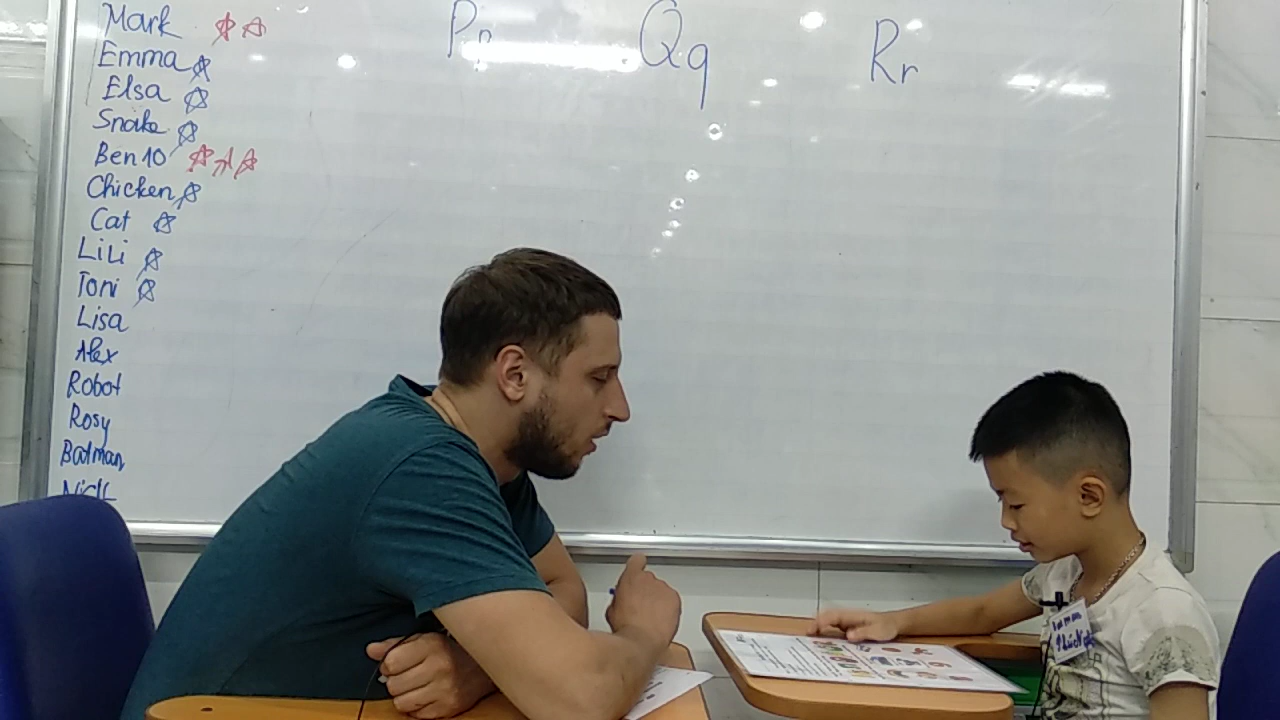 Mark
Emma
Elsa
Snake
Ben 10
Chicken
Cat
LiLi
Toni
Lisa
Alex
Robot
Rosy
Batman
Pp Qq Rr